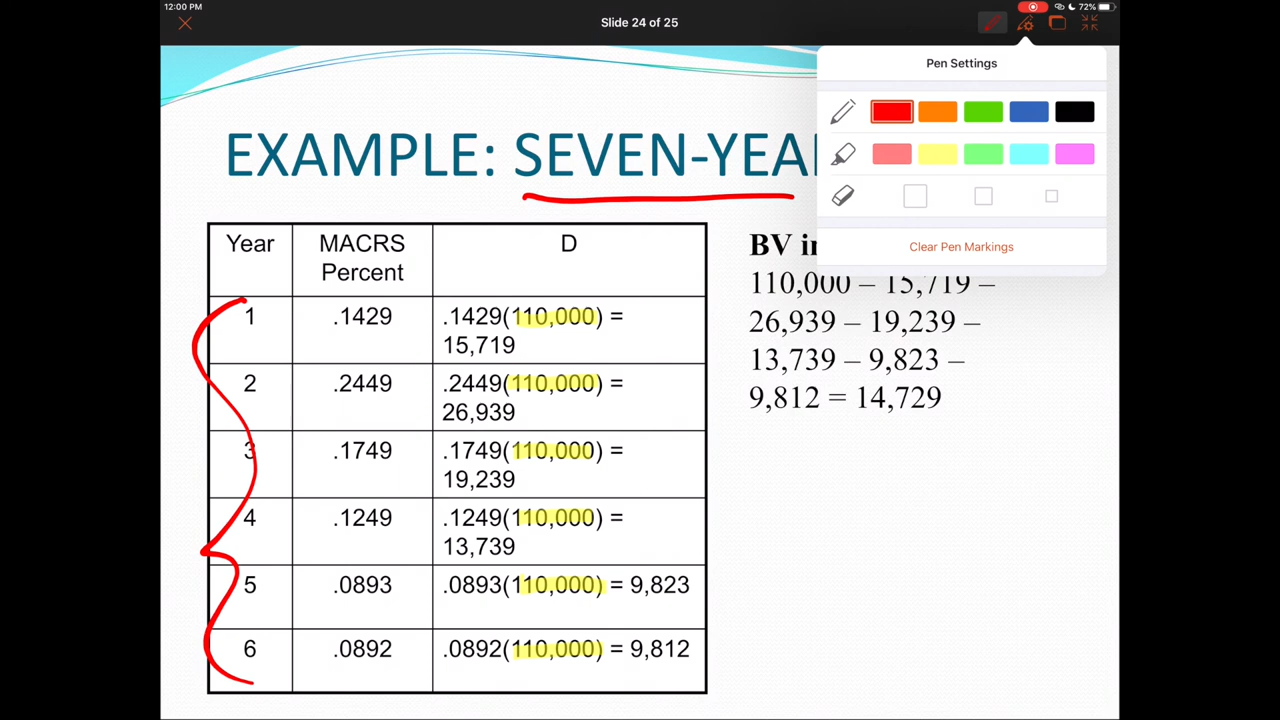 12:00 PM
72%
Slide 24 of 25
Pen Settings
Clear Pen Markings
EXAMPLE: SEVEN-YEA
Year
MACRS
Percent
D
1
.1429
.1429(110,000) =
15,719
2
.2449
.2449(110,000) =
26,939
3
.1749
.1749(110,000) =
19,239
4
.1249
.1249(110,000) =
13,739
5
.0893
.0893(110,000) = 9,823
6
.0892
.0892(110,000) = 9,812
BV in
110,000 – 15,719 –
26,939 – 19,239 –
13,739 – 9,823 –
9,812 = 14,729